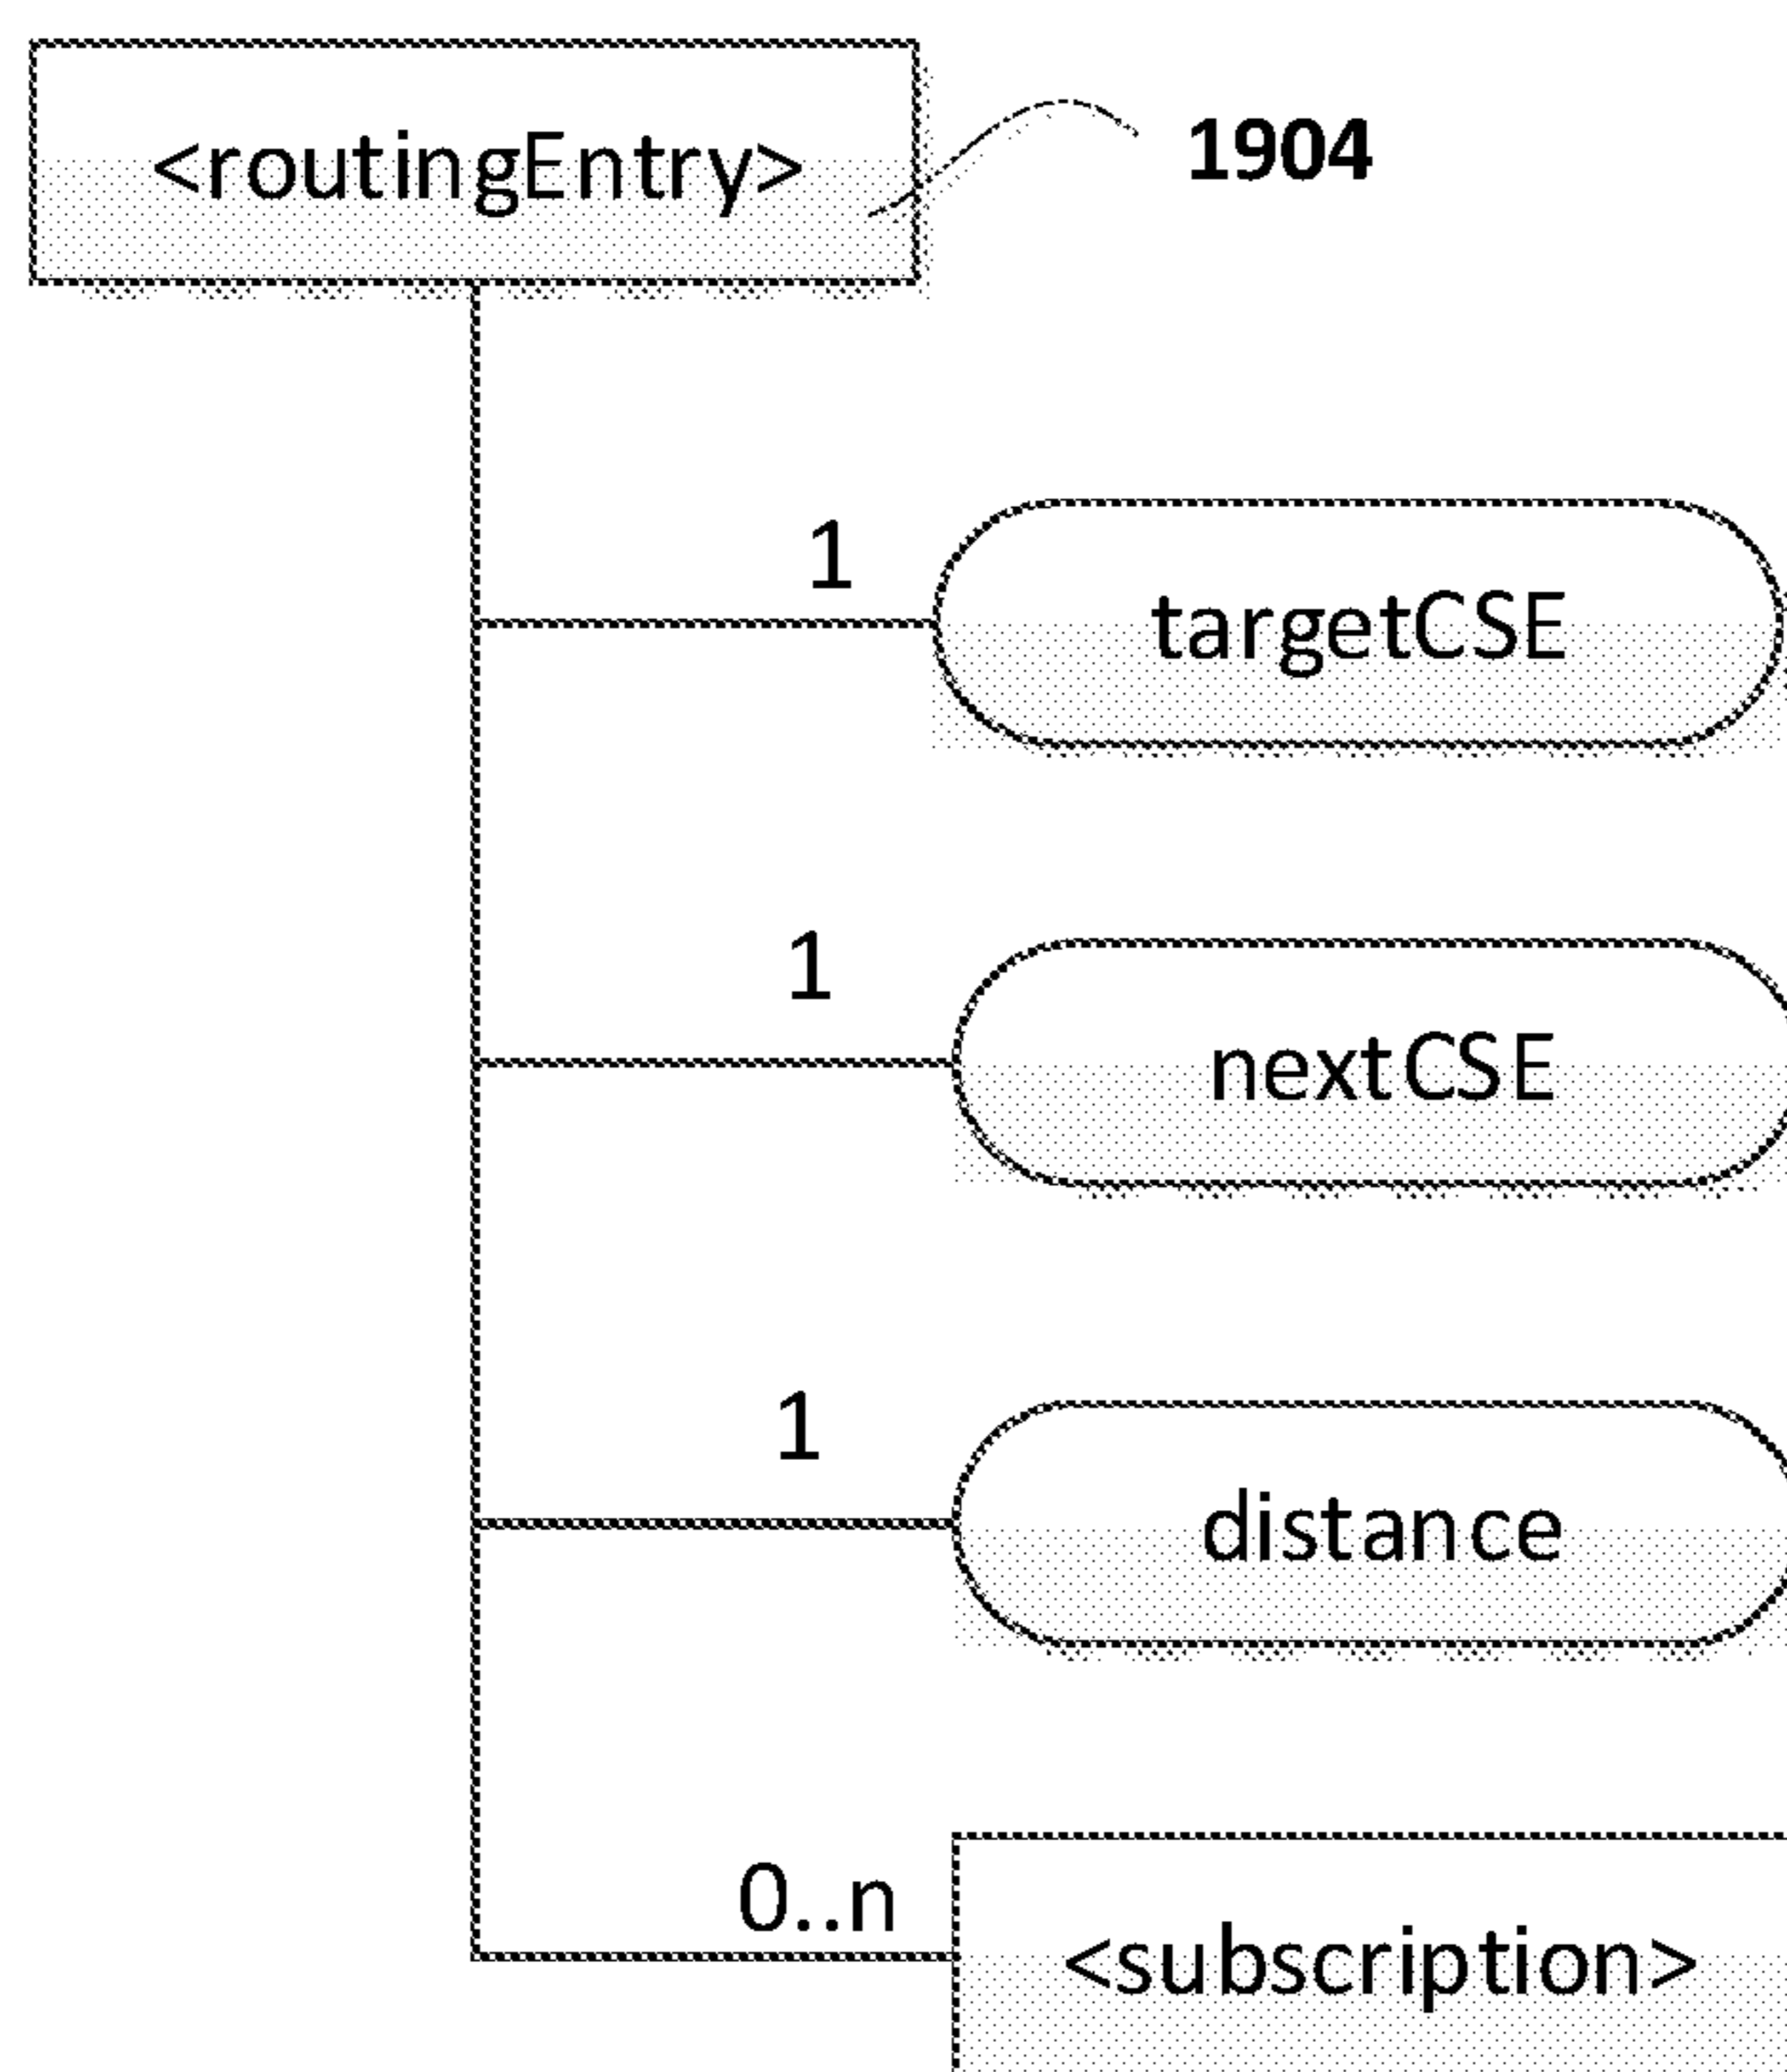 <routingEntry>
1904
1
targetCSE
1
nextCSE
1
distance
0..n
<subscription>